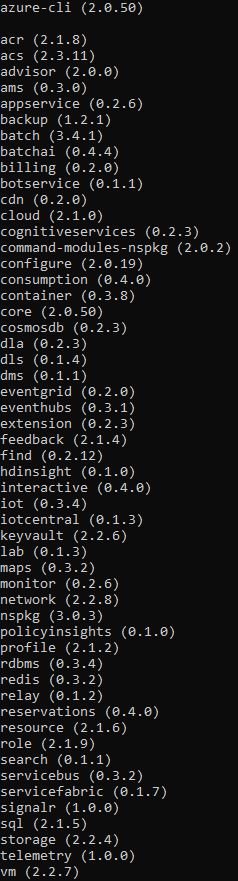 azure-cli (2.0.50)

acr (2.1.8)
acs (2.3.11)
advisor (2.0.0)
ams (0.3.0)
appservice (0.2.6)
backup (1.2.1)
batch (3.4.1)
batchai (0.4.4)
billing (0.2.0)
botservice (0.1.1)
cdn (0.2.0)
cloud (2.1.0)
cognitiveservices (0.2.3)
command-modules-nspkg (2.0.2)
configure (2.0.19)
consumption (0.4.0)
container (0.3.8)
core (2.0.50)
cosmosdb (0.2.3)
dla (0.2.3)
dls (0.1.4)
dms (0.1.1)
eventgrid (0.2.0)
eventhubs (0.3.1)
extension (0.2.3)
feedback (2.1.4)
find (0.2.12)
hdinsight (0.1.0)
interactive (0.4.0)
iot (0.3.4)
iotcentral (0.1.3)
keyvault (2.2.6)
lab (0.1.3)
maps (0.3.2)
monitor (0.2.6)
network (2.2.8)
nspkg (3.0.3)
policyinsights (0.1.0)
profile (2.1.2)
rdbms (0.3.4)
redis (0.3.2)
relay (0.1.2)
reservations (0.4.0)
resource (2.1.6)
role (2.1.9)
search (0.1.1)
servicebus (0.3.2)
servicefabric (0.1.7)
signalr (1.0.0)
sql (2.1.5)
storage (2.2.4)
telemetry (1.0.0)
vm (2.2.7)